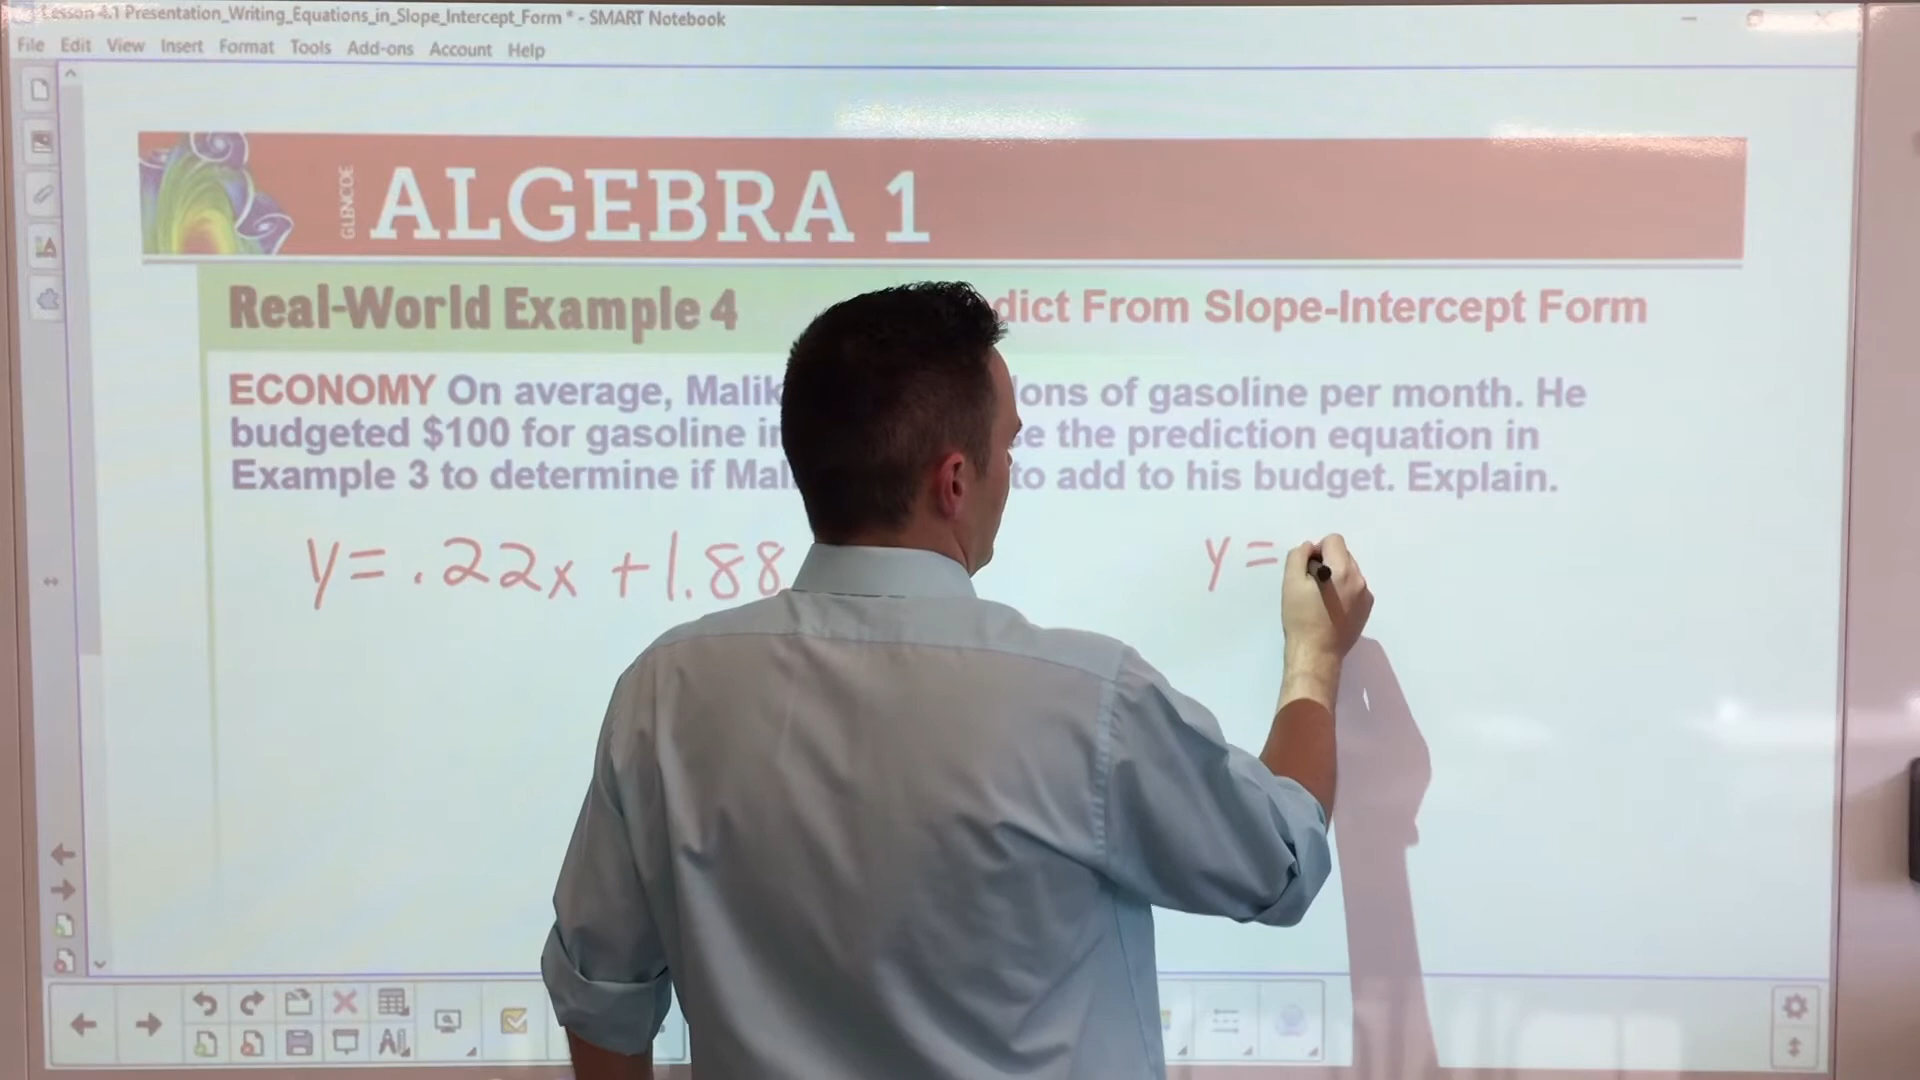 Lesson 4.1 Presentation_Writing_Equations_in_Slope_Intercept_Form * - SMART Notebook
File Edit View Insert Format Tools Add-ons Account Help
GLENCOE ALGEBRA 1
Real-World Example 4 dict From Slope-Intercept Form
ECONOMY On average, Malik ons of gasoline per month. He
budgeted $100 for gasoline in e the prediction equation in
Example 3 to determine if Mal to add to his budget. Explain.
y = .22x + 1.88
y =